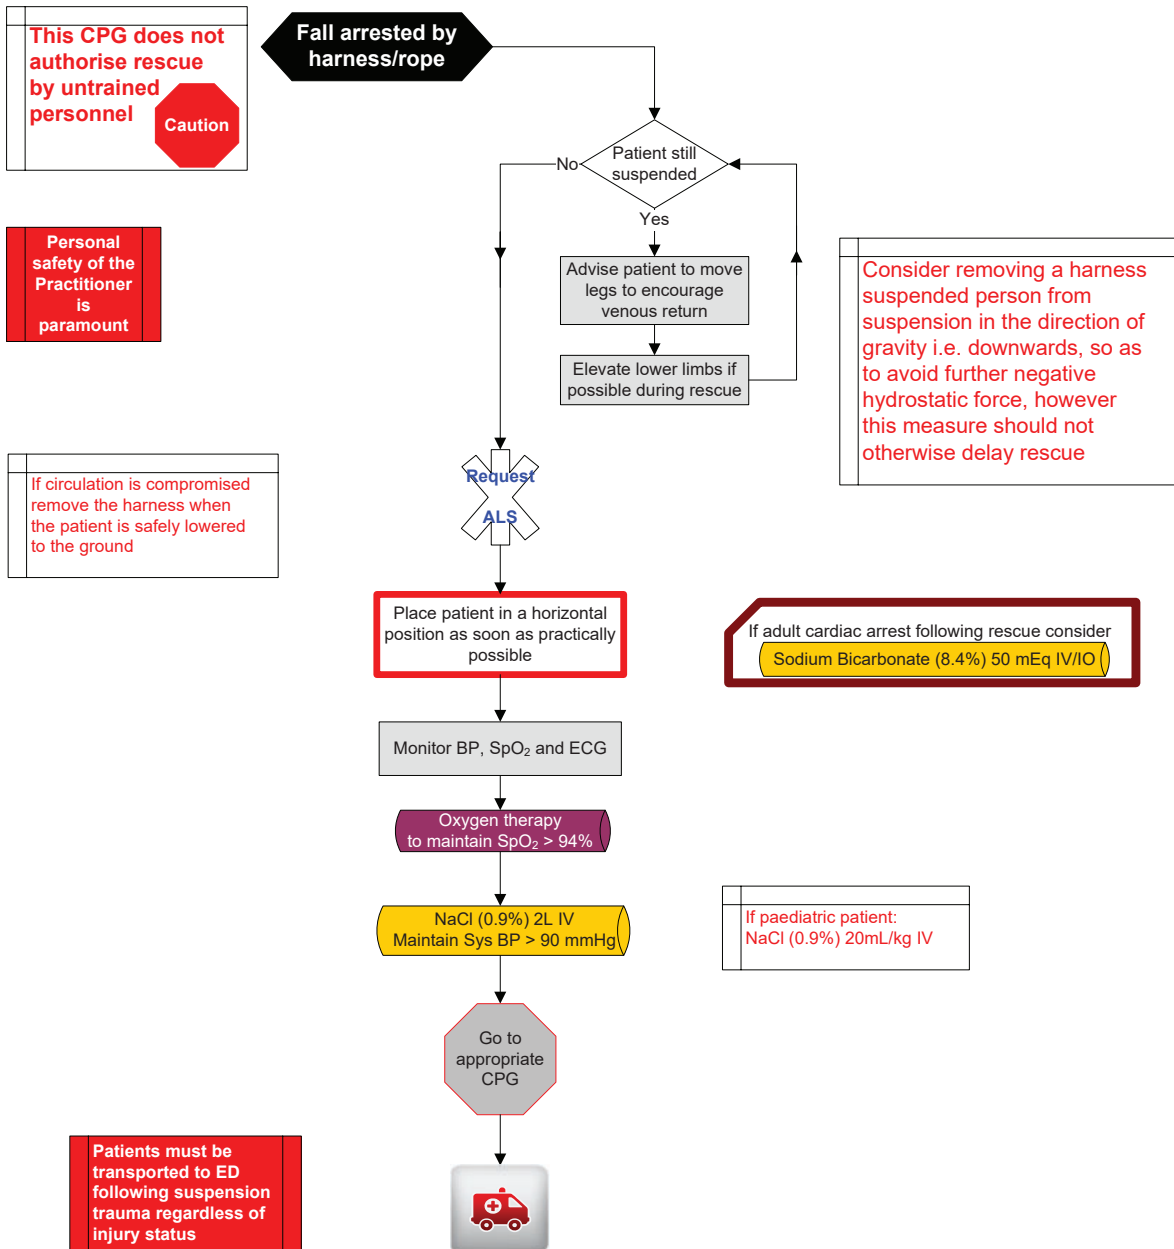 This CPG does not
authorise rescue
by untrained
personnel
Caution
Fall arrested by
harness/rope
Patient still
suspended
No
Yes
Personal
safety of the
Practitioner
is
paramount
Advise patient to move
legs to encourage
venous return
Elevate lower limbs if
possible during rescue
Consider removing a harness
suspended person from
suspension in the direction of
gravity i.e. downwards, so as
to avoid further negative
hydrostatic force, however
this measure should not
otherwise delay rescue
If circulation is compromised
remove the harness when
the patient is safely lowered
to the ground
Request
ALS
Place patient in a horizontal
position as soon as practically
possible
If adult cardiac arrest following rescue consider
Sodium Bicarbonate (8.4%) 50 mEq IV/IO
Monitor BP, SpO₂ and ECG
Oxygen therapy
to maintain SpO₂ > 94%
NaCl (0.9%) 2L IV
Maintain Sys BP > 90 mmHg
If paediatric patient:
NaCl (0.9%) 20mL/kg IV
Go to
appropriate
CPG
Patients must be
transported to ED
following suspension
trauma regardless of
injury status